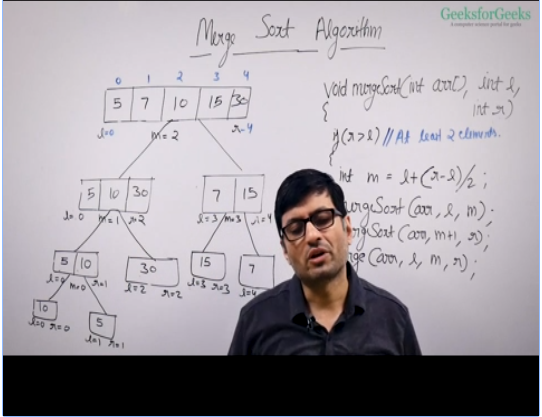 GeeksforGeeks
A computer science portal for geeks
Merge Sort Algorithm
0 1 2 3 4
5 7 10 15 30
l=0 m=2 r=4
5 10 30
l=0 m=1 r=2
7 15
l=3 m=3 r=4
5 10
l=0 m=0 r=1
30
l=2 r=2
15
l=3 r=3
7
l=4
10
l=0 r=0
5
l=1 r=1
void mergeSort(int arr[], int l,
int r)
{
if(r>l) //At least 2 elements.
{
int m = l+(r-l)/2;
ergeSort(arr, l, m);
rgeSort(arr, m+1, r);
ge(arr, l, m, r);